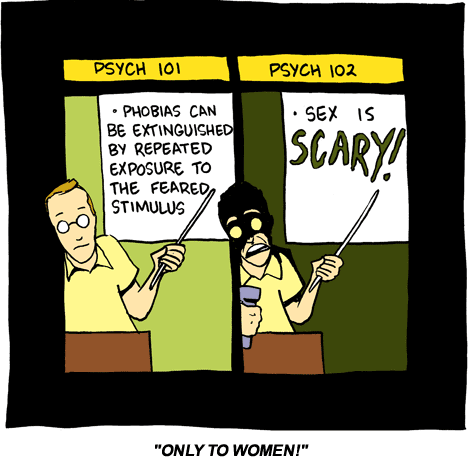 PSYCH 101
• PHOBIAS CAN
BE EXTINGUISHED
BY REPEATED
EXPOSURE TO
THE FEARED
STIMULUS
PSYCH 102
• SEX IS
SCARY!
"ONLY TO WOMEN!"